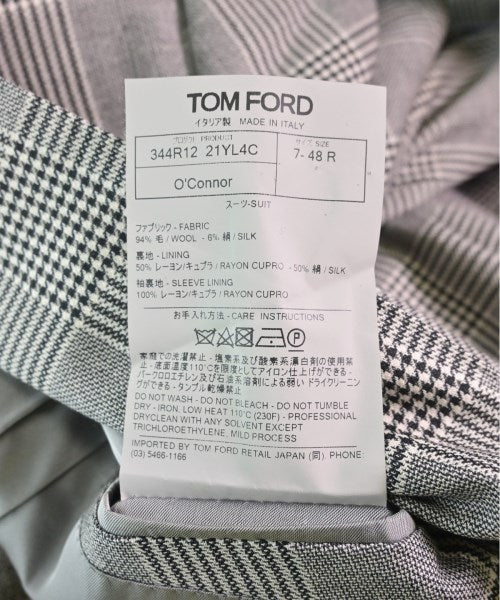 TOM FORD
イタリア製 MADE IN ITALY
プロダクト PRODUCT サイズ SIZE
344R12 21YL4C 7- 48 R
O'Connor
スーツ-SUIT
ファブリック - FABRIC
94% 毛 / WOOL - 6% 絹 / SILK
裏地 - LINING
50% レーヨン/キュプラ / RAYON CUPRO - 50% 絹 / SILK
袖裏地 - SLEEVE LINING
100% レーヨン/キュプラ / RAYON CUPRO
お手入れ方法 - CARE INSTRUCTIONS
家庭での洗濯禁止 - 塩素系及び酸素系漂白剤の使用禁
止 - 底面温度110℃を限度としてアイロン仕上げができる -
パークロロエチレン及び石油系溶剤による弱い ドライクリーニン
グができる - タンブル乾燥禁止
DO NOT WASH - DO NOT BLEACH - DO NOT TUMBLE
DRY - IRON, LOW HEAT 110°C (230F) - PROFESSIONAL
DRYCLEAN WITH ANY SOLVENT EXCEPT
TRICHLOROETHYLENE, MILD PROCESS
IMPORTED BY TOM FORD RETAIL JAPAN (同). PHONE
(03) 5466-1166